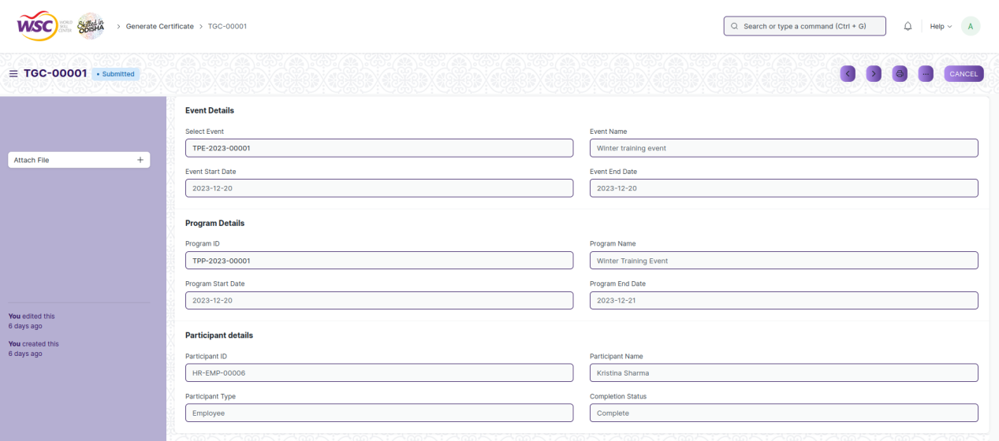 WSC WORLD SKILL CENTER
Skilled in ODISHA
> Generate Certificate > TGC-00001
Search or type a command (Ctrl + G)
Help
A
TGC-00001
• Submitted
CANCEL
Attach File +
You edited this
6 days ago
You created this
6 days ago
Event Details
Select Event Event Name
TPE-2023-00001 Winter training event
Event Start Date Event End Date
2023-12-20 2023-12-20
Program Details
Program ID Program Name
TPP-2023-00001 Winter Training Event
Program Start Date Program End Date
2023-12-20 2023-12-21
Participant details
Participant ID Participant Name
HR-EMP-00006 Kristina Sharma
Participant Type Completion Status
Employee Complete